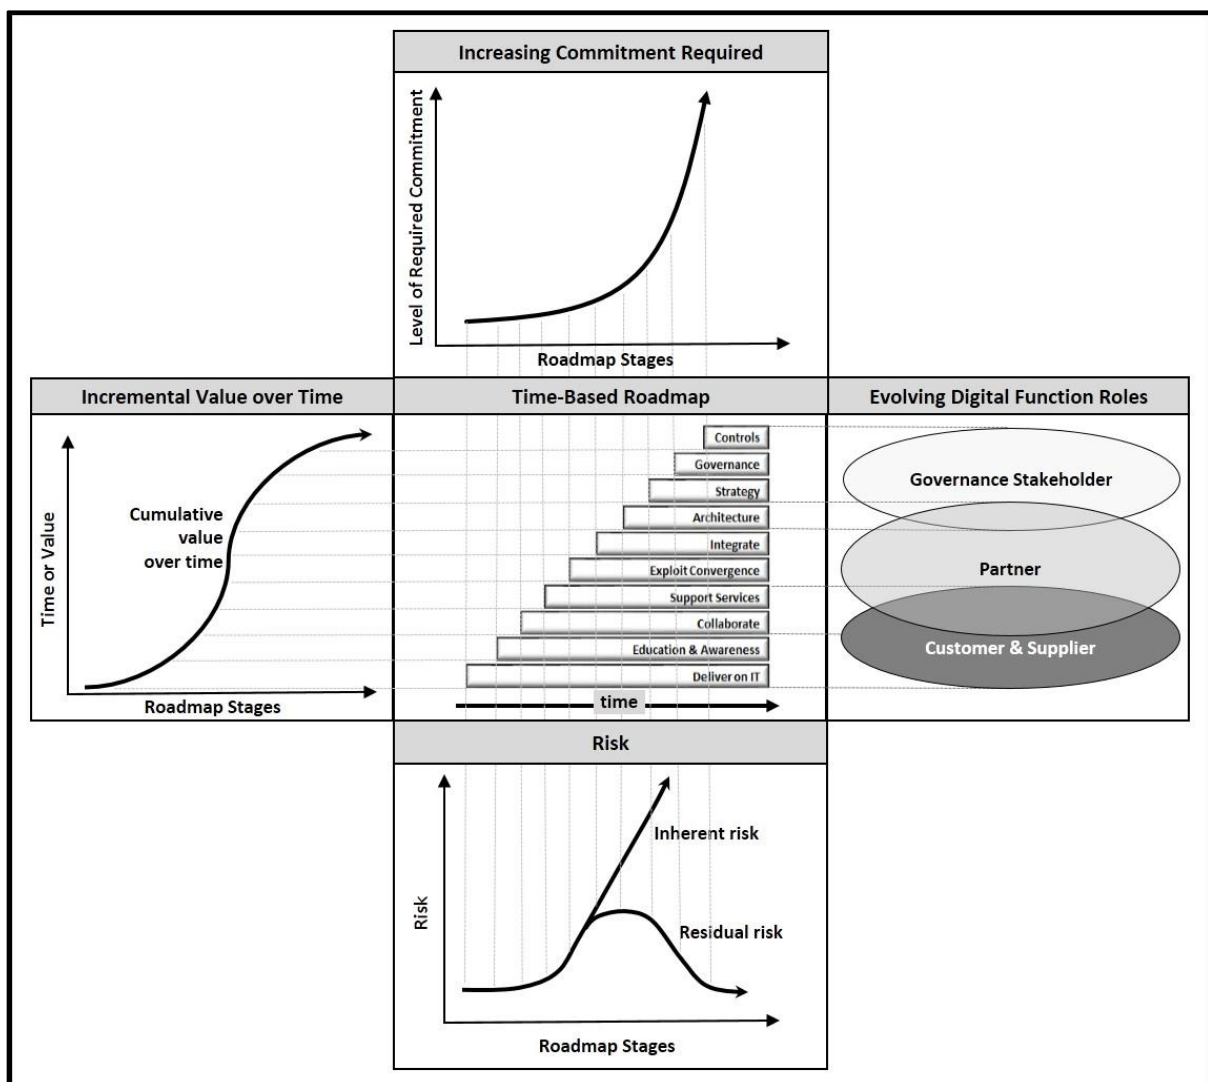 Increasing Commitment Required
Level of Required Commitment
Roadmap Stages
Incremental Value over Time
Time or Value
Cumulative
value
over time
Roadmap Stages
Time-Based Roadmap
Controls
Governance
Strategy
Architecture
Integrate
Exploit Convergence
Support Services
Collaborate
Education & Awareness
Deliver on IT
time
Evolving Digital Function Roles
Governance Stakeholder
Partner
Customer & Supplier
Risk
Risk
Inherent risk
Residual risk
Roadmap Stages